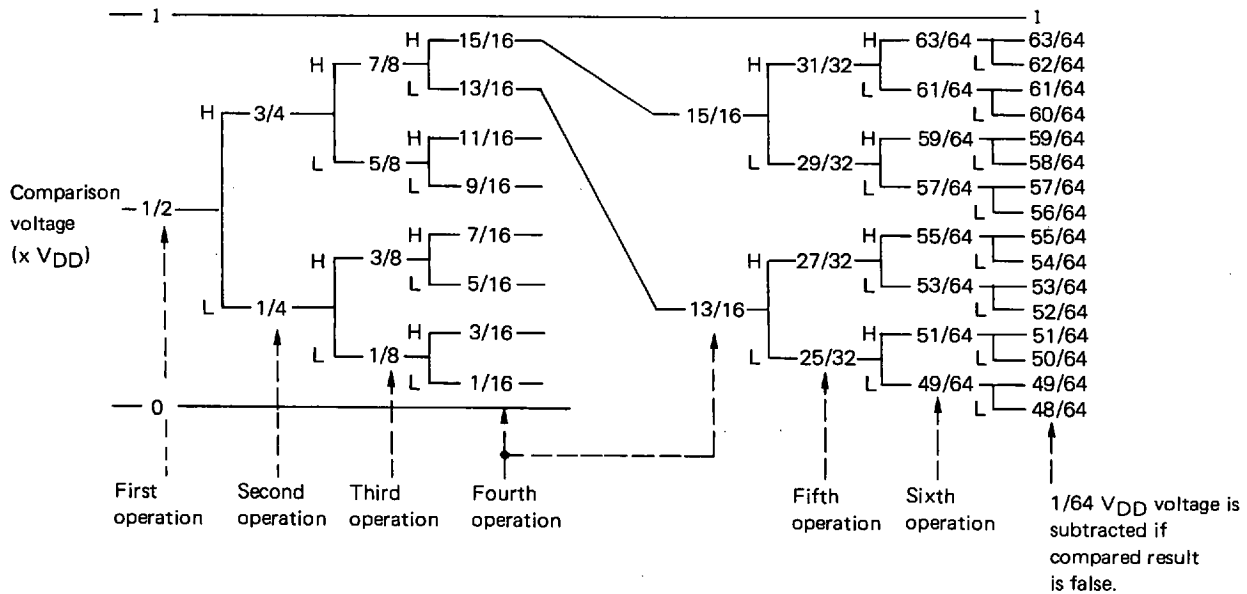 1 1
H 15/16 H 63/64 63/64
H 7/8 H 31/32 L 62/64
L 13/16 L 61/64 61/64
H 3/4 15/16 L 60/64
H 11/16 H 59/64 59/64
L 5/8 L 29/32 L 58/64
L 9/16 L 57/64 57/64
Comparison
voltage
(x VDD)
1/2 L 56/64
H 7/16 H 55/64 55/64
H 3/8 H 27/32 L 54/64
L 5/16 L 53/64 53/64
L 1/4 13/16 L 52/64
H 3/16 H 51/64 51/64
L 1/8 L 25/32 L 50/64
L 1/16 L 49/64 49/64
0 L 48/64
First
operation
Second
operation
Third
operation
Fourth
operation
Fifth
operation
Sixth
operation
1/64 VDD voltage is
subtracted if
compared result
is false.